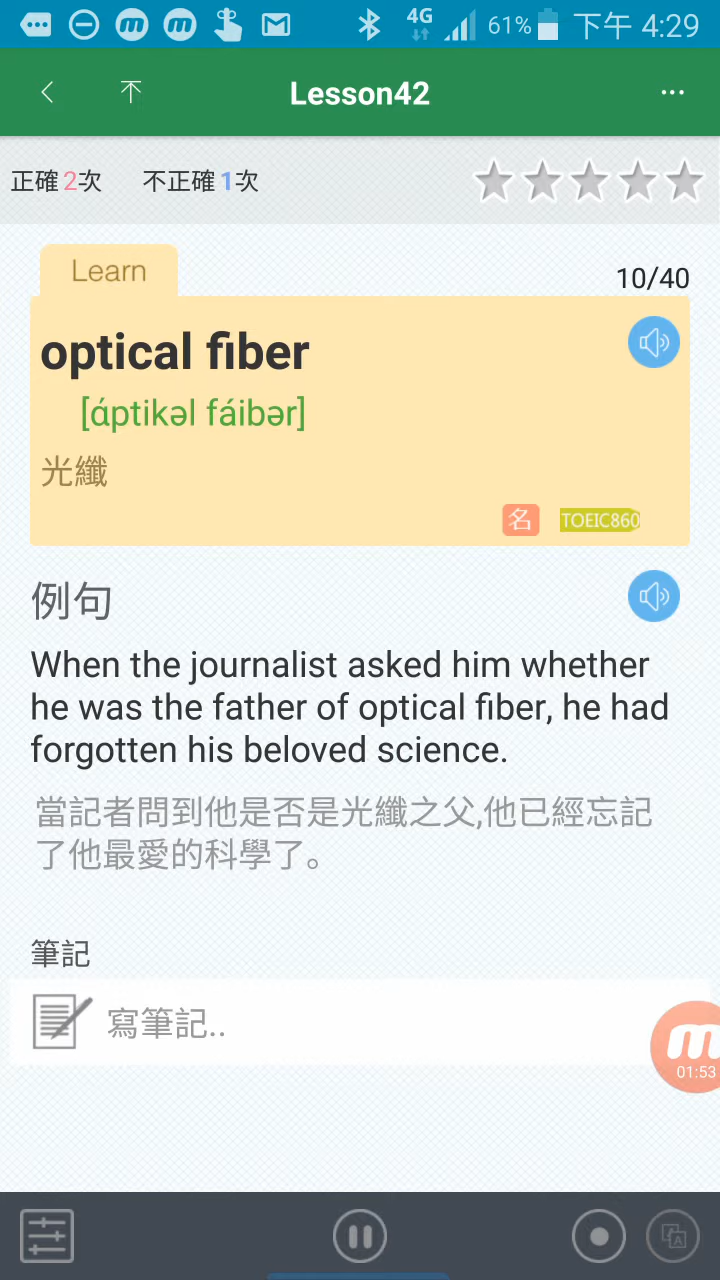 4G 61% 下午 4:29
Lesson42
正確2次 不正確1次
Learn
10/40
optical fiber
[ɑ́ptikəl fáibər]
光纖
名 TOEIC860
例句
When the journalist asked him whether
he was the father of optical fiber, he had
forgotten his beloved science.
當記者問到他是否是光纖之父,他已經忘記
了他最愛的科學了。
筆記
寫筆記..
01:53